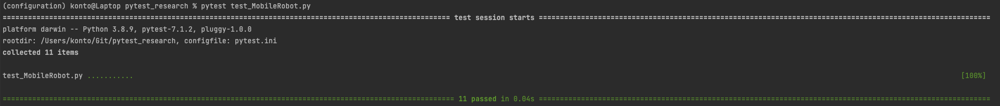 (configuration) konto@Laptop pytest_research % pytest test_MobileRobot.py
========================================================================================================== test session starts ===========================================================================================================
platform darwin -- Python 3.8.9, pytest-7.1.2, pluggy-1.0.0
rootdir: /Users/konto/Git/pytest_research, configfile: pytest.ini
collected 11 items
test_MobileRobot.py ........... [100%]
=========================================================================================================== 11 passed in 0.04s ===========================================================================================================